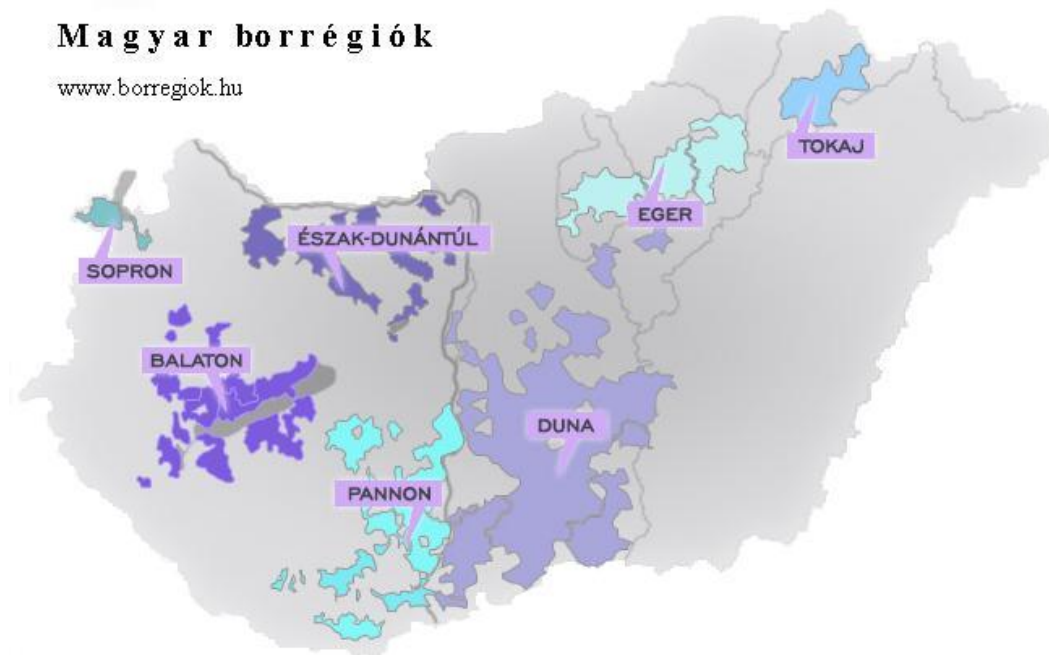 Magyar borrégiók
www.borregiok.hu
TOKAJ
EGER
ÉSZAK-DUNÁNTÚL
SOPRON
BALATON
DUNA
PANNON